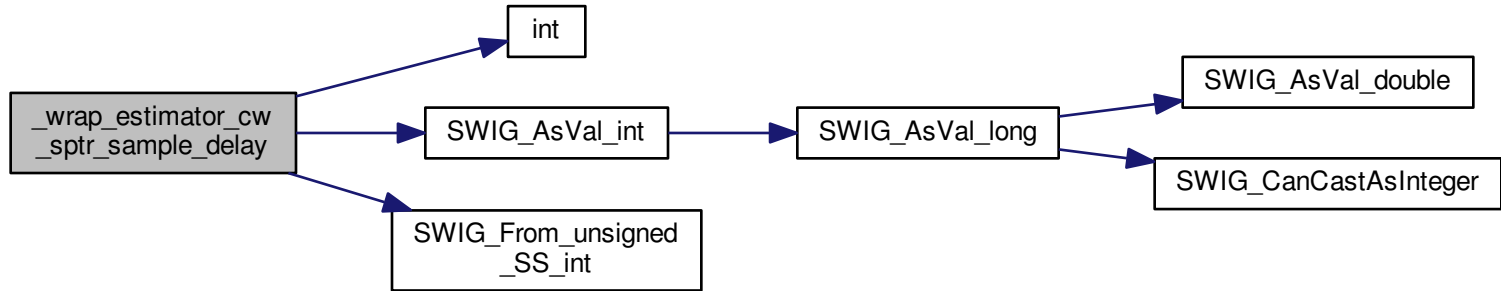 _wrap_estimator_cw
_sptr_sample_delay
int
SWIG_AsVal_int
SWIG_From_unsigned
_SS_int
SWIG_AsVal_long
SWIG_AsVal_double
SWIG_CanCastAsInteger